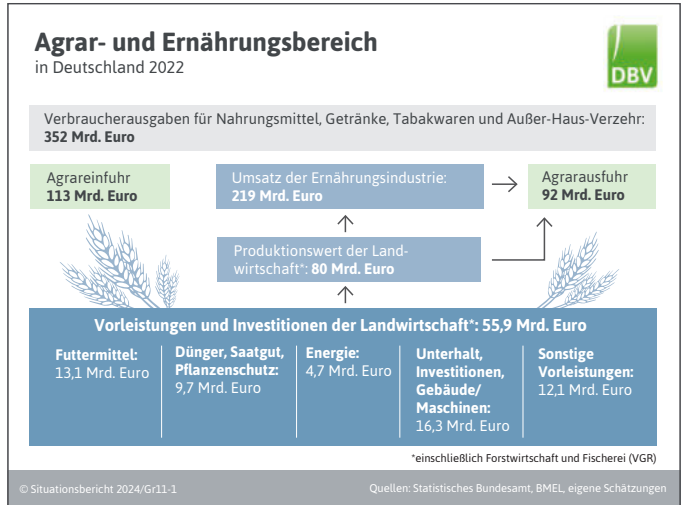 Agrar- und Ernährungsbereich
in Deutschland 2022
DBV
Verbraucherausgaben für Nahrungsmittel, Getränke, Tabakwaren und Außer-Haus-Verzehr:
352 Mrd. Euro
Agrareinfuhr
113 Mrd. Euro
Umsatz der Ernährungsindustrie:
219 Mrd. Euro
Agrarausfuhr
92 Mrd. Euro
Produktionswert der Land-
wirtschaft*: 80 Mrd. Euro
Vorleistungen und Investitionen der Landwirtschaft*: 55,9 Mrd. Euro
Futtermittel:
13,1 Mrd. Euro
Dünger, Saatgut,
Pflanzenschutz:
9,7 Mrd. Euro
Energie:
4,7 Mrd. Euro
Unterhalt,
Investitionen,
Gebäude/
Maschinen:
16,3 Mrd. Euro
Sonstige
Vorleistungen:
12,1 Mrd. Euro
*einschließlich Forstwirtschaft und Fischerei (VGR)
© Situationsbericht 2024/Gr11-1
Quellen: Statistisches Bundesamt, BMEL, eigene Schätzungen